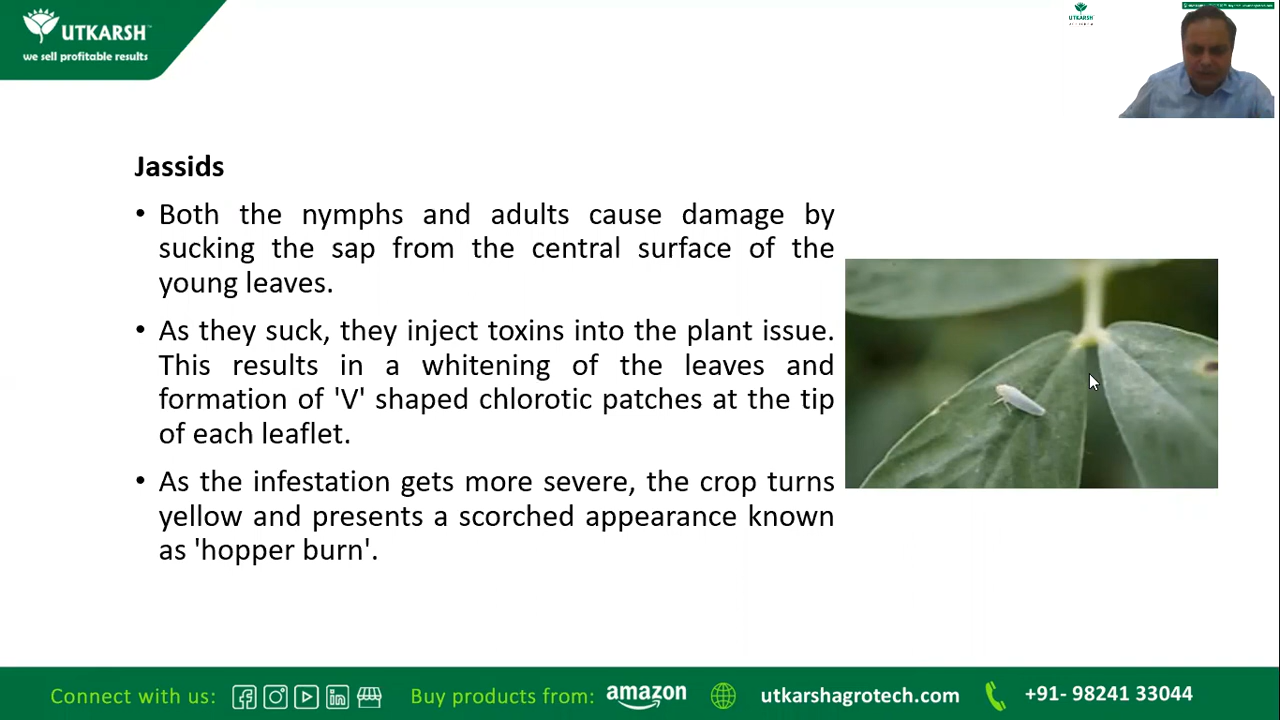 UTKARSH
we sell profitable results
UTKARSH
Jassids
• Both the nymphs and adults cause damage by
sucking the sap from the central surface of the
young leaves.
• As they suck, they inject toxins into the plant issue.
This results in a whitening of the leaves and
formation of 'V' shaped chlorotic patches at the tip
of each leaflet.
• As the infestation gets more severe, the crop turns
yellow and presents a scorched appearance known
as 'hopper burn'.
Connect with us: Buy products from: amazon utkarshagrotech.com +91- 98241 33044